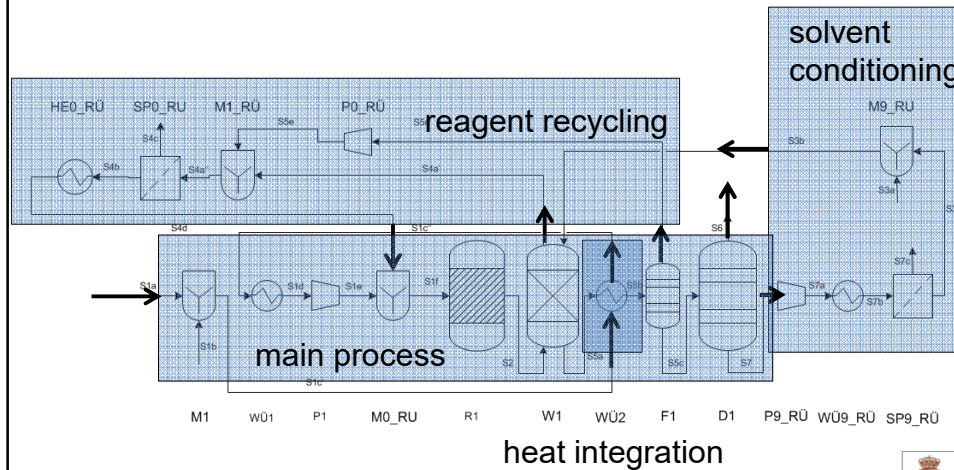 solvent
conditioning
HE0_RÜ SP0_RU M1_RÜ P0_RÜ
M9_RU
S5e
reagent recycling
S4c
S3b
S4b S4a'' S4a'
S3a
S4d
S1c''
S6
S7c
S1a
S1d S1e S1f
S5b
S7a S7b
main process
S1b
S2 S5a S5c S7
S1c'
M1 WÜ1 P1 M0_RU R1 W1 WÜ2 F1 D1 P9_RÜ WÜ9_RÜ SP9_RÜ
heat integration